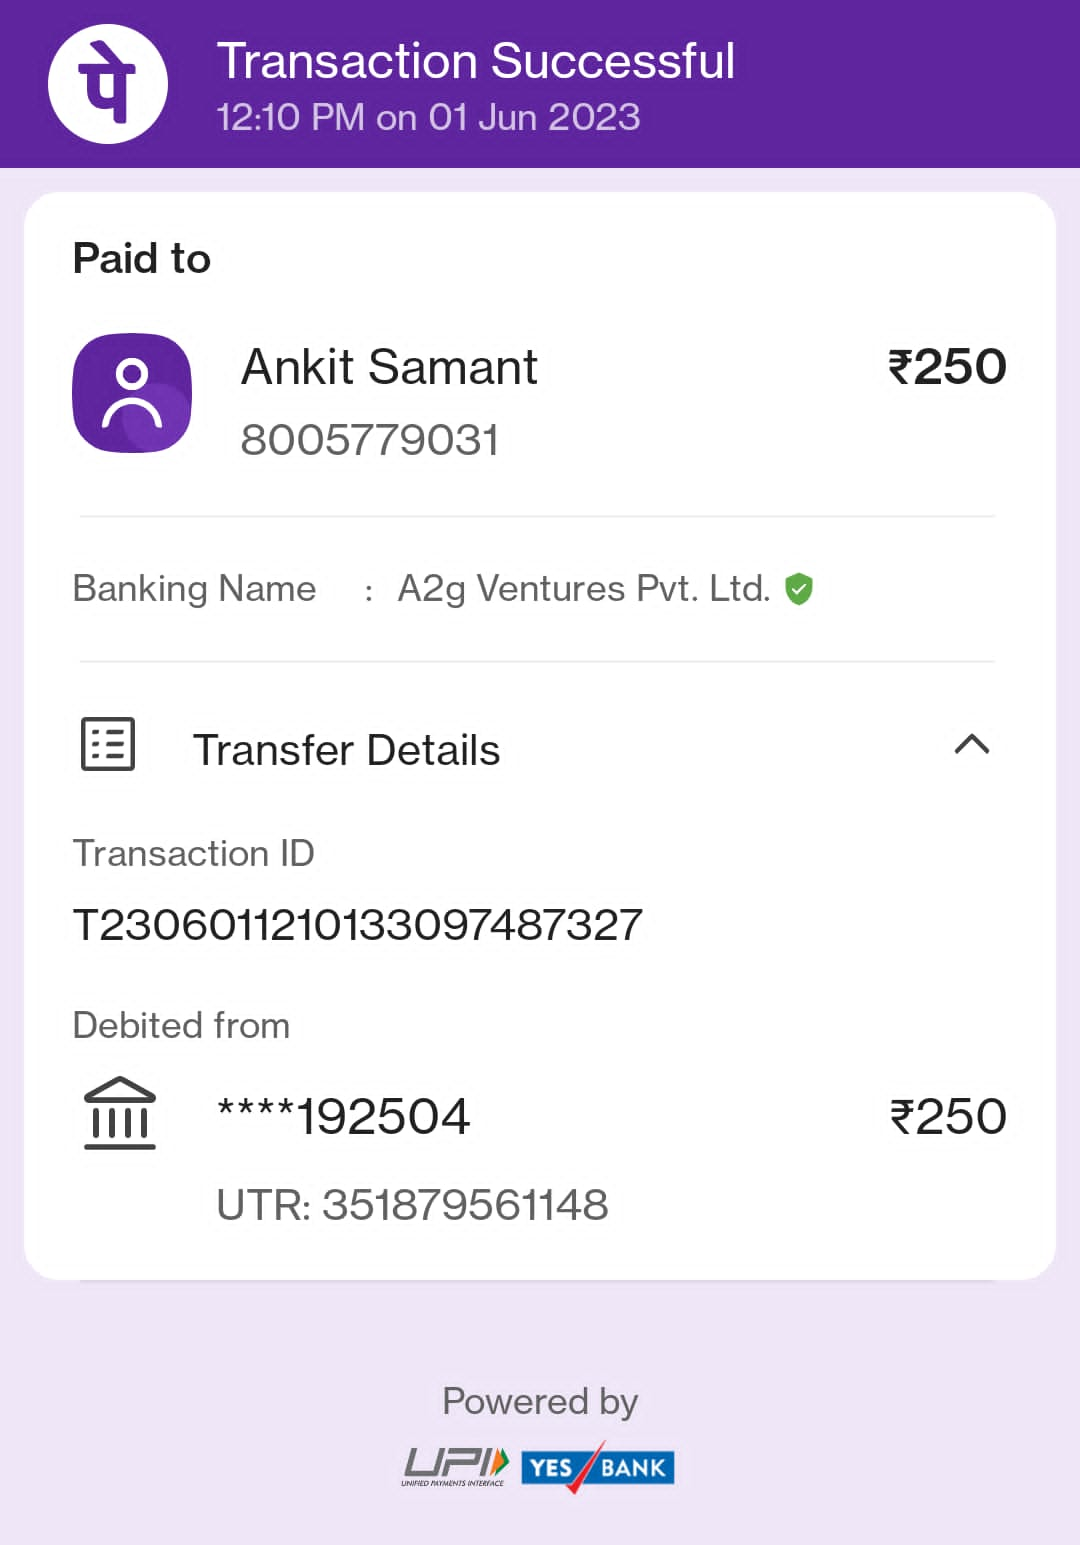 पे
Transaction Successful
12:10 PM on 01 Jun 2023
Paid to
Ankit Samant ₹250
8005779031
Banking Name : A2g Ventures Pvt. Ltd.
Transfer Details
Transaction ID
T2306011210133097487327
Debited from
****192504 ₹250
UTR: 351879561148
Powered by
UPI YES BANK
UNIFIED PAYMENTS INTERFACE